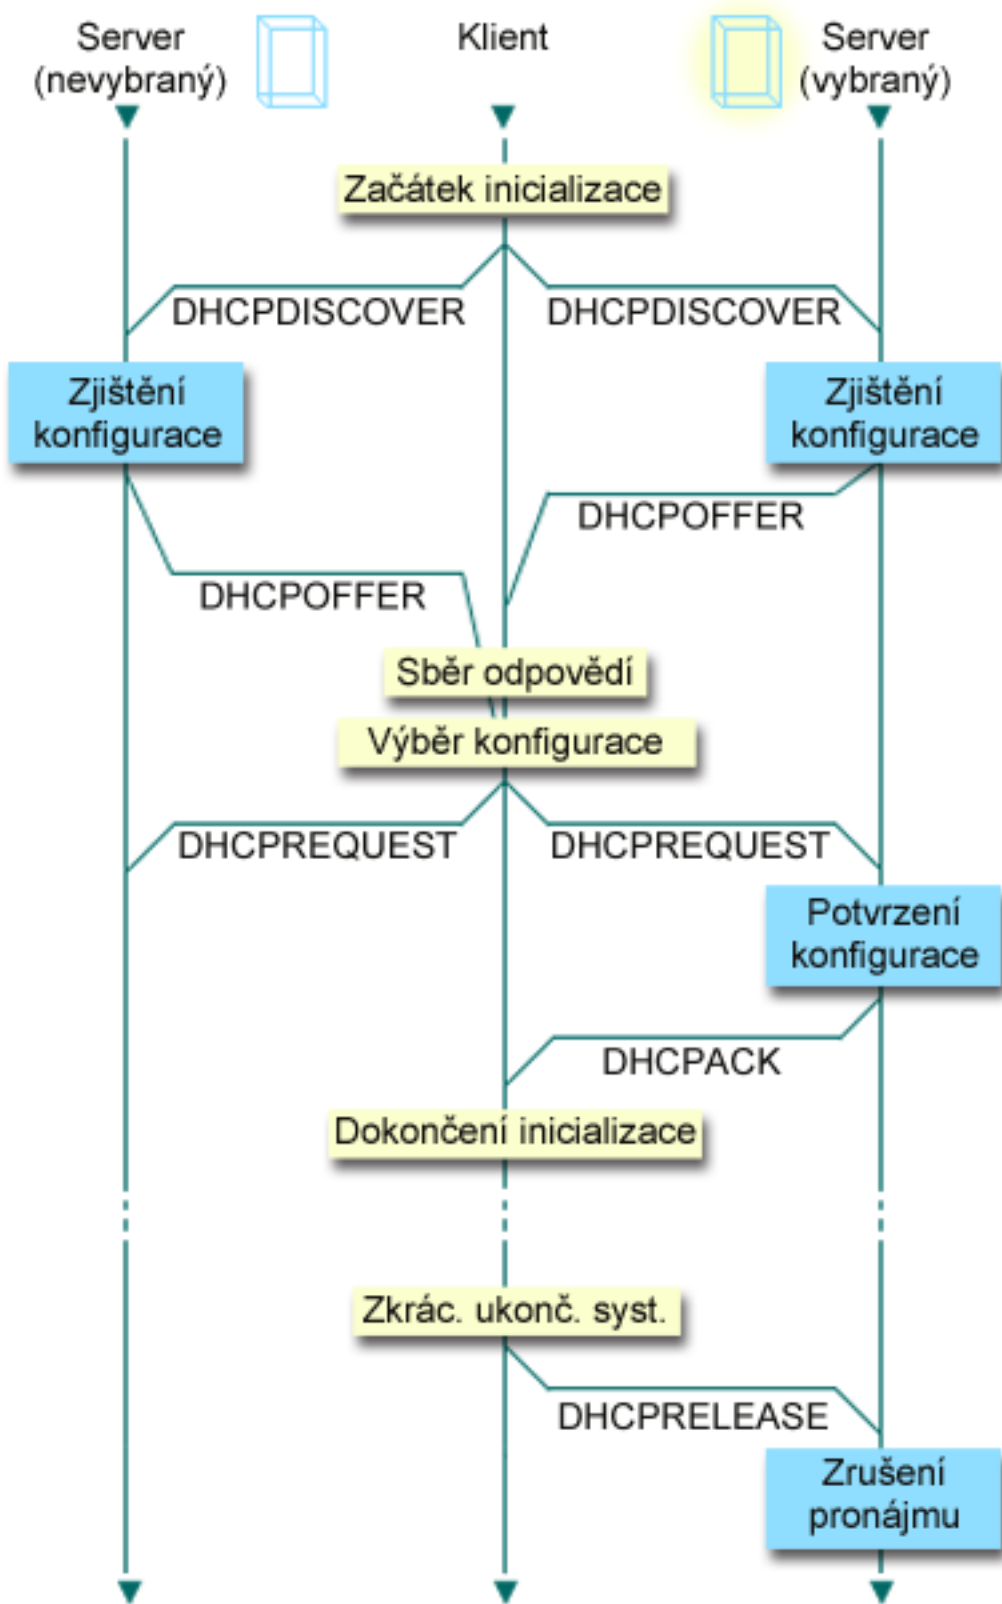 Server
(nevybraný)
Klient
Server
(vybraný)
Začátek inicializace
DHCPDISCOVER
DHCPDISCOVER
Zjištění
konfigurace
Zjištění
konfigurace
DHCPOFFER
DHCPOFFER
Sběr odpovědí
Výběr konfigurace
DHCPREQUEST
DHCPREQUEST
Potvrzení
konfigurace
DHCPACK
Dokončení inicializace
Zkrác. ukonč. syst.
DHCPRELEASE
Zrušení
pronájmu